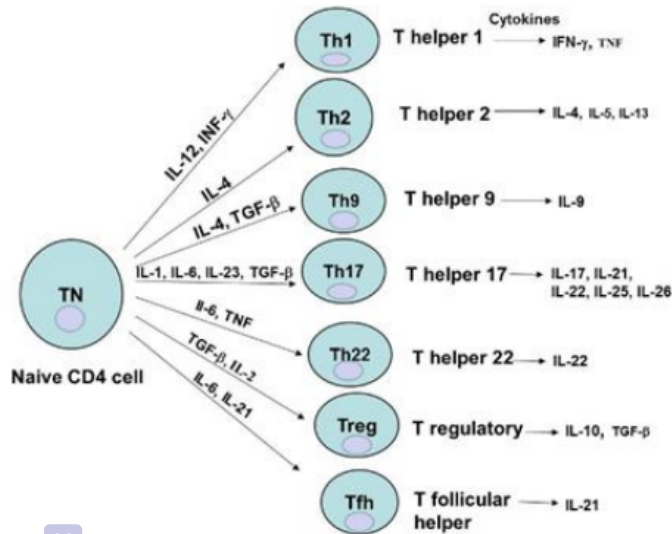 Cytokines
Th1
T helper 1
IFN-γ, TNF
IL-12, INF-γ
Th2
T helper 2
IL-4, IL-5, IL-13
IL-4
Th9
T helper 9
IL-9
IL-4, TGF-β
Th17
T helper 17
IL-17, IL-21,
IL-22, IL-25, IL-26
IL-1, IL-6, IL-23, TGF-β
TN
Naive CD4 cell
Il-6, TNF
Th22
T helper 22
IL-22
TGF-β, IL-2
Treg
T regulatory
IL-10, TGF-β
IL-6, IL-21
Tfh
T follicular
helper
IL-21